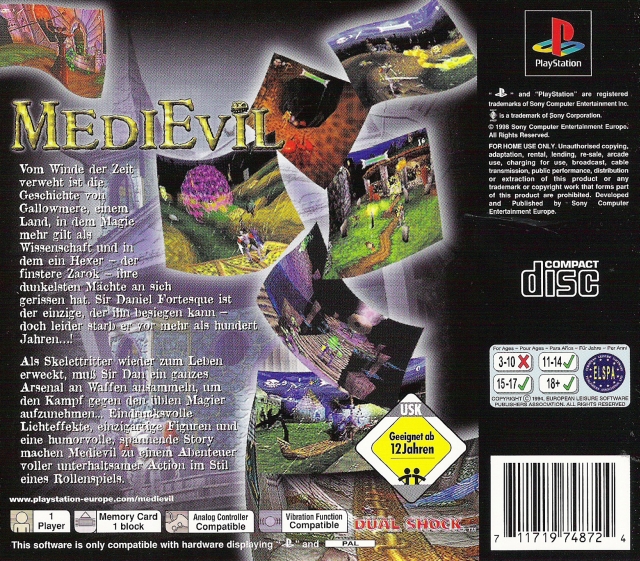 MEDIEVIL
Vom Winde der Zeit
verweht ist die
Geschichte von
Gallowmere, einem
Land, in dem Magie
mehr gilt als
Wissenschaft und in
dem ein Hexer - der
finstere Zarok - ihre
dunkelsten Mächte an sich
gerissen hat. Sir Daniel Fortesque ist
der einzige, der ihn besiegen kann –
doch leider starb er vor mehr als hundert
Jahren...!
Als Skelettritter wieder zum Leben
erweckt, muß Sir Dan ein ganzes
Arsenal an Waffen ansammeln, um
den Kampf gegen den üblen Magier
aufzunehmen... Eindrucksvolle
Lichteffekte, einzigartige Figuren und
eine humorvolle, spannende Story
machen Medievil zu einem Abenteuer
voller unterhaltsamer Action im Stil
eines Rollenspiels.
www.playstation-europe.com/medievil
1
Player
Memory Card
1 block
Analog Controller
Compatible
Vibration Function
Compatible
DUAL SHOCK™
This software is only compatible with hardware displaying " " and PAL
USK
Geeignet ab
12 Jahren
PlayStation
" " and "PlayStation" are registered
trademarks of Sony Computer Entertainment Inc.
is a trademark of Sony Corporation.
© 1998 Sony Computer Entertainment Europe.
All Rights Reserved.
FOR HOME USE ONLY. Unauthorised copying,
adaptation, rental, lending, re-sale, arcade
use, charging for use, broadcast, cable
transmission, public performance, distribution
or extraction of this product or any
trademark or copyright work that forms part
of this product are prohibited. Developed
and Published by Sony Computer
Entertainment Europe.
COMPACT
disc
For Ages - Pour Ages - Para Años - Für Jahre - Per Anni
3-10 11-14
15-17 18+
ELSPA
COPYRIGHT © 1994, EUROPEAN LEISURE SOFTWARE
PUBLISHERS ASSOCIATION. ALL RIGHTS RESERVED.
7 11719 74872 4